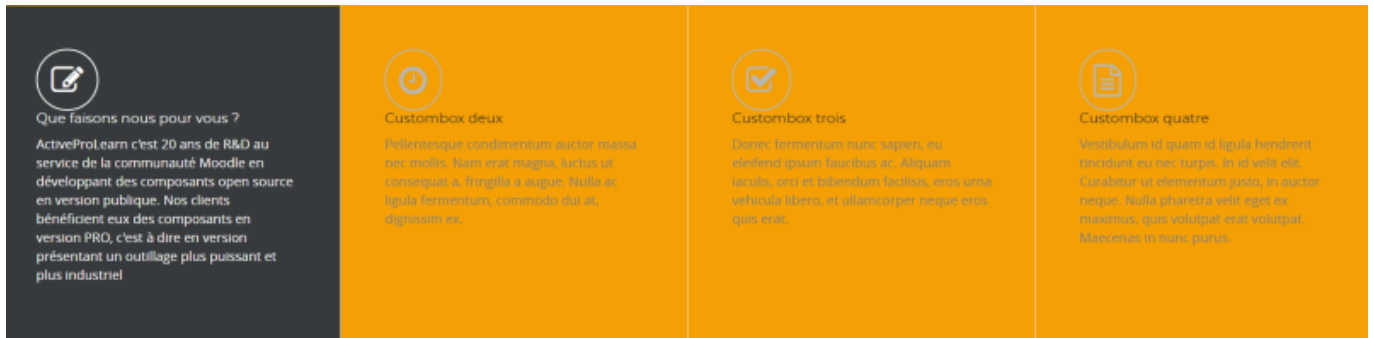 Que faisons nous pour vous ?
ActiveProLearn c'est 20 ans de R&D au
service de la communauté Moodle en
développant des composants open source
en version publique. Nos clients
bénéficient eux des composants en
version PRO, c'est à dire en version
présentant un outillage plus puissant et
plus industriel
Custombox deux
Pellentesque condimentum auctor massa
nec mollis. Nam erat magna, luctus ut
consequat a, fringilla a augue. Nulla ac
ligula fermentum, commodo dui at,
dignissim ex.
Custombox trois
Donec fermentum nunc sapien, eu
eleifend ipsum faucibus ac. Aliquam
iaculis, orci et bibendum facilisis, eros urna
vehicula libero, et ullamcorper neque eros
quis erat.
Custombox quatre
Vestibulum id quam id ligula hendrerit
tincidunt eu nec turpis. In id velit elit.
Curabitur ut elementum justo, in auctor
neque. Nulla pharetra velit eget ex
maximus, quis volutpat erat volutpat.
Maecenas in nunc purus.